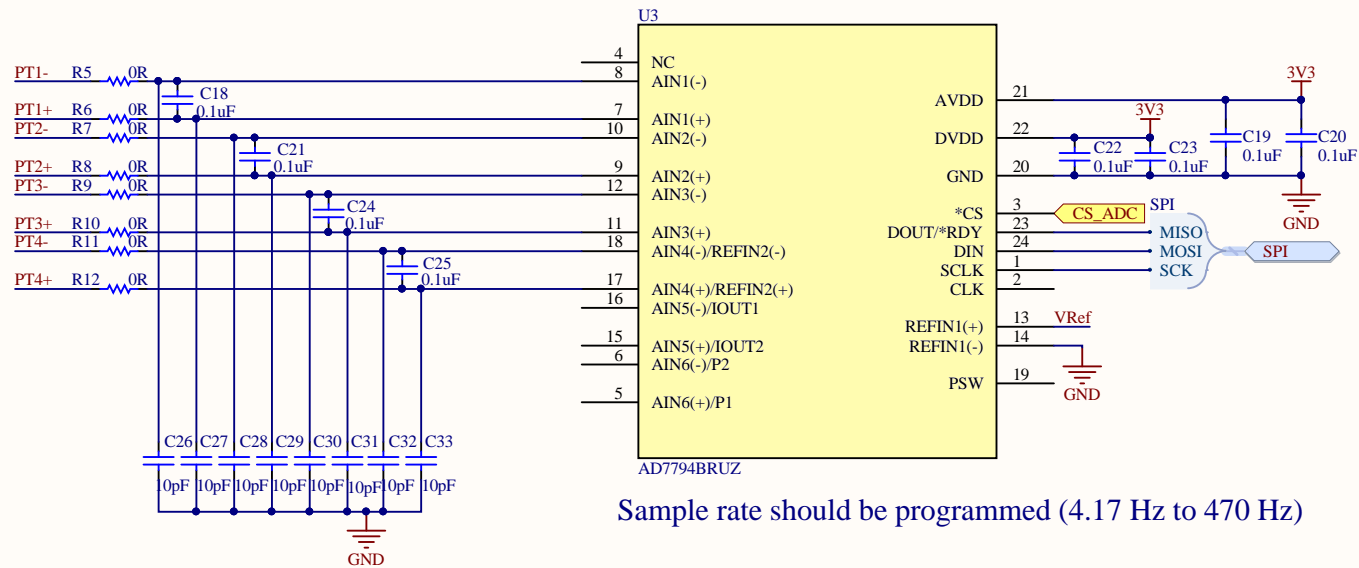 U3
4 NC
PT1- R5 0R 8 AIN1(-)
C18
0.1uF
PT1+ R6 0R 7 AIN1(+)
PT2- R7 0R 10 AIN2(-)
C21
0.1uF
PT2+ R8 0R 9 AIN2(+)
PT3- R9 0R 12 AIN3(-)
C24
0.1uF
PT3+ R10 0R 11 AIN3(+)
PT4- R11 0R 18 AIN4(-)/REFIN2(-)
C25
0.1uF
PT4+ R12 0R 17 AIN4(+)/REFIN2(+)
16 AIN5(-)/IOUT1
15 AIN5(+)/IOUT2
6 AIN6(-)/P2
5 AIN6(+)/P1
3V3
AVDD 21
3V3
DVDD 22
C22 C23 C19 C20
0.1uF 0.1uF 0.1uF 0.1uF
GND 20
GND
*CS 3 CS_ADC SPI
DOUT/*RDY 23 MISO
DIN 24 MOSI SPI
SCLK 1 SCK
CLK 2
REFIN1(+) 13 VRef
REFIN1(-) 14
GND
PSW 19
C26 C27 C28 C29 C30 C31 C32 C33
10pF 10pF 10pF 10pF 10pF 10pF 10pF 10pF
GND
AD7794BRUZ
Sample rate should be programmed (4.17 Hz to 470 Hz)